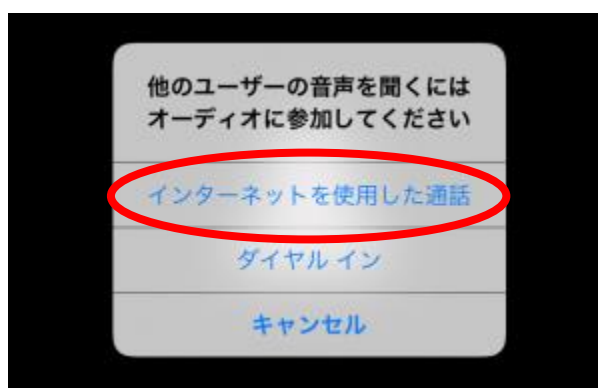 他のユーザーの音声を聞くには
オーディオに参加してください
インターネットを使用した通話
ダイヤル イン
キャンセル